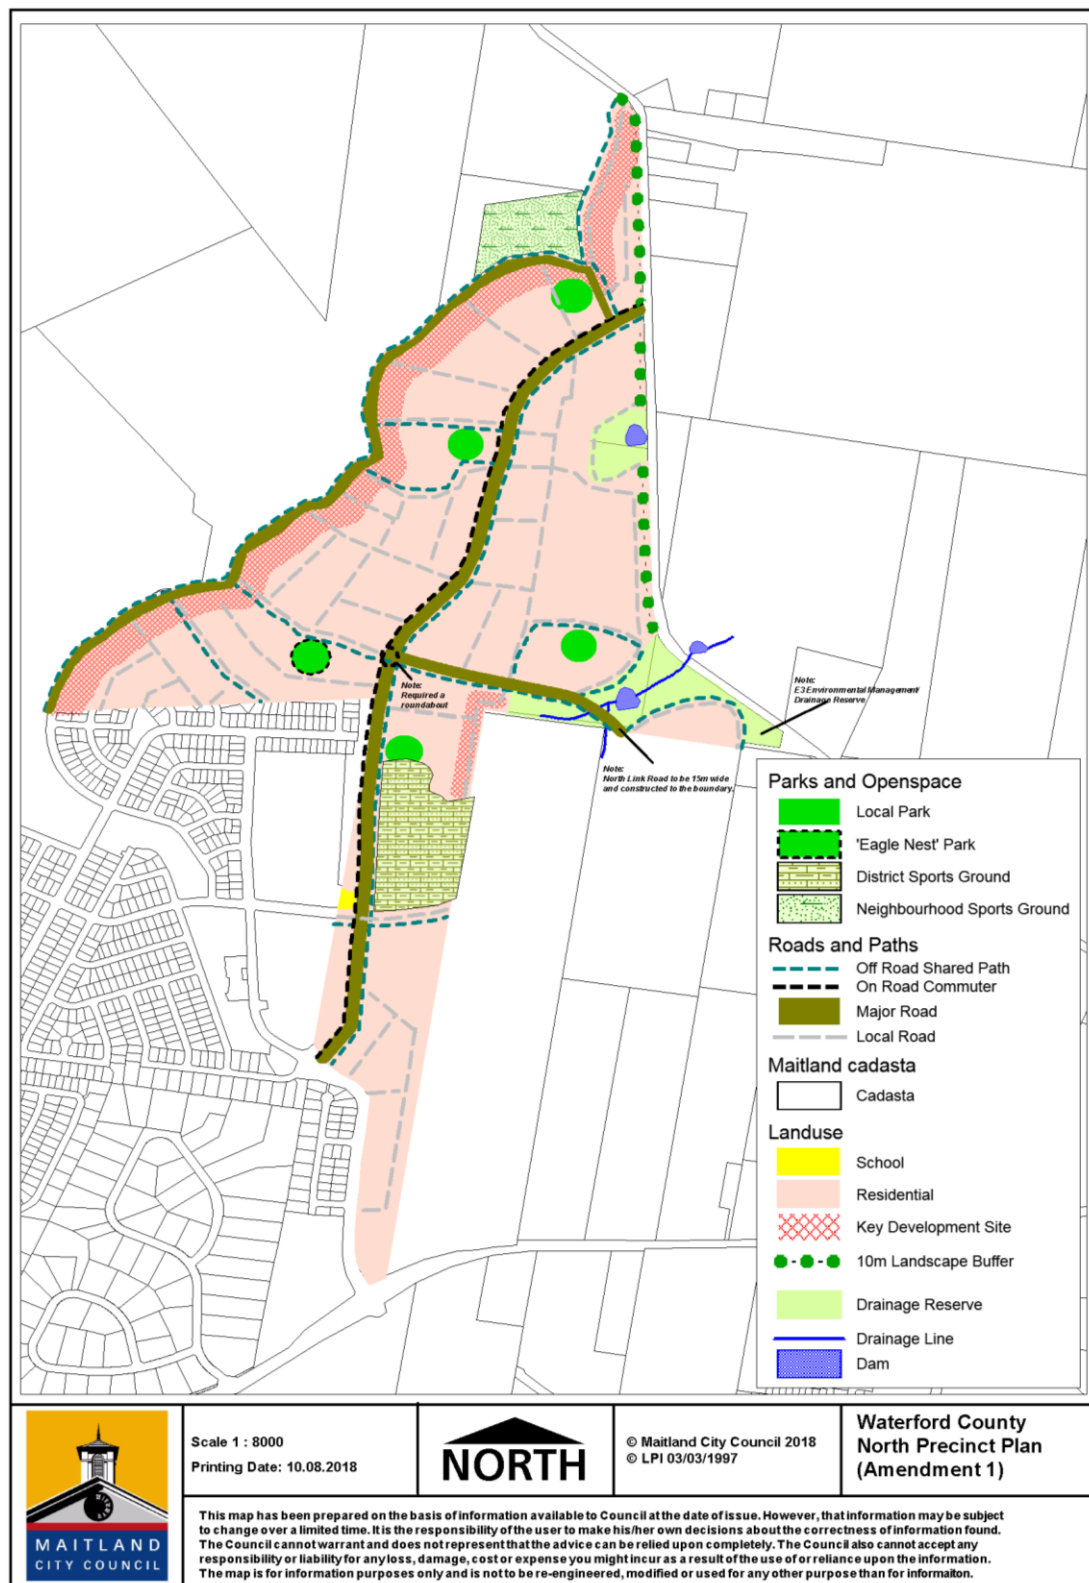 Note:
Required a
roundabout
Note:
E3 Environmental Management
Drainage Reserve
Note:
North Link Road to be 15m wide
and constructed to the boundary.
Parks and Openspace
Local Park
'Eagle Nest' Park
District Sports Ground
Neighbourhood Sports Ground
Roads and Paths
Off Road Shared Path
On Road Commuter
Major Road
Local Road
Maitland cadasta
Cadasta
Landuse
School
Residential
Key Development Site
10m Landscape Buffer
Drainage Reserve
Drainage Line
Dam
MAITLAND
CITY COUNCIL
Scale 1 : 8000
Printing Date: 10.08.2018
NORTH
© Maitland City Council 2018
© LPI 03/03/1997
Waterford County
North Precinct Plan
(Amendment 1)
This map has been prepared on the basis of information available to Council at the date of issue. However, that information may be subject
to change over a limited time. It is the responsibility of the user to make his/her own decisions about the correctness of information found.
The Council cannot warrant and does not represent that the advice can be relied upon completely. The Council also cannot accept any
responsibility or liability for any loss, damage, cost or expense you might incur as a result of the use of or reliance upon the information.
The map is for information purposes only and is not to be re-engineered, modified or used for any other purpose than for informaiton.